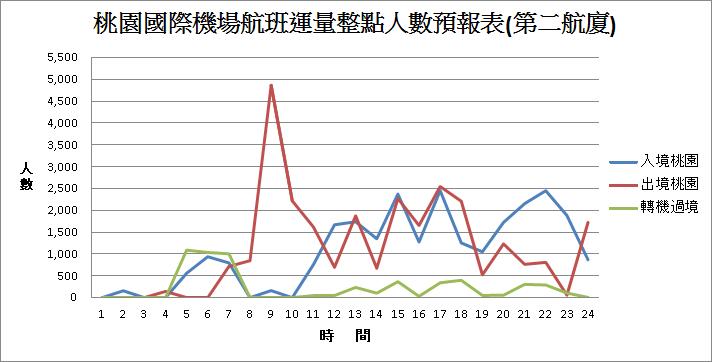 桃園國際機場航班運量整點人數預報表(第二航廈)
5,500
5,000
4,500
4,000
3,500
3,000
2,500
2,000
1,500
1,000
500
0
人數
1 2 3 4 5 6 7 8 9 10 11 12 13 14 15 16 17 18 19 20 21 22 23 24
時 間
入境桃園
出境桃園
轉機過境